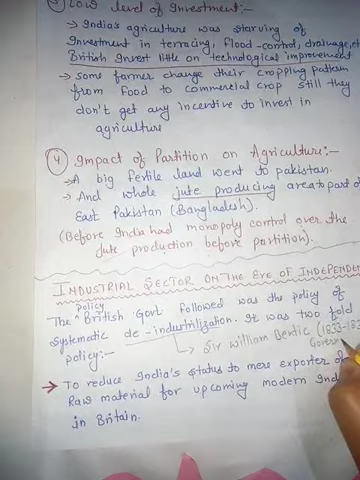 ③ Low level of Investment:-
→ India's agriculture was starving of
Investment in terracing, Flood-control, drainage, et
British Invest little on technological improvement
→ Some farmer change their cropping pattern
from Food to commercial crop still they
don't get any incentive to invest in
agriculture
④ Impact of Partition on Agriculture:-
→ A big fertile land went to pakistan.
→ And whole jute producing area to part of
East Pakistan (Bangladesh).
(Before India had monopoly control over the
Jute production before partition).
INDUSTRIAL SECTOR ON THE EVE OF INDEPENDE
The policy British Govt followed was the policy of
Systematic de-industrilization. It was two fold
policy:-
→ Sir William Bentic (1833-183
Govern
→ To reduce India's status to mere exporter of
Raw material for upcoming modern Ind
in Britain.